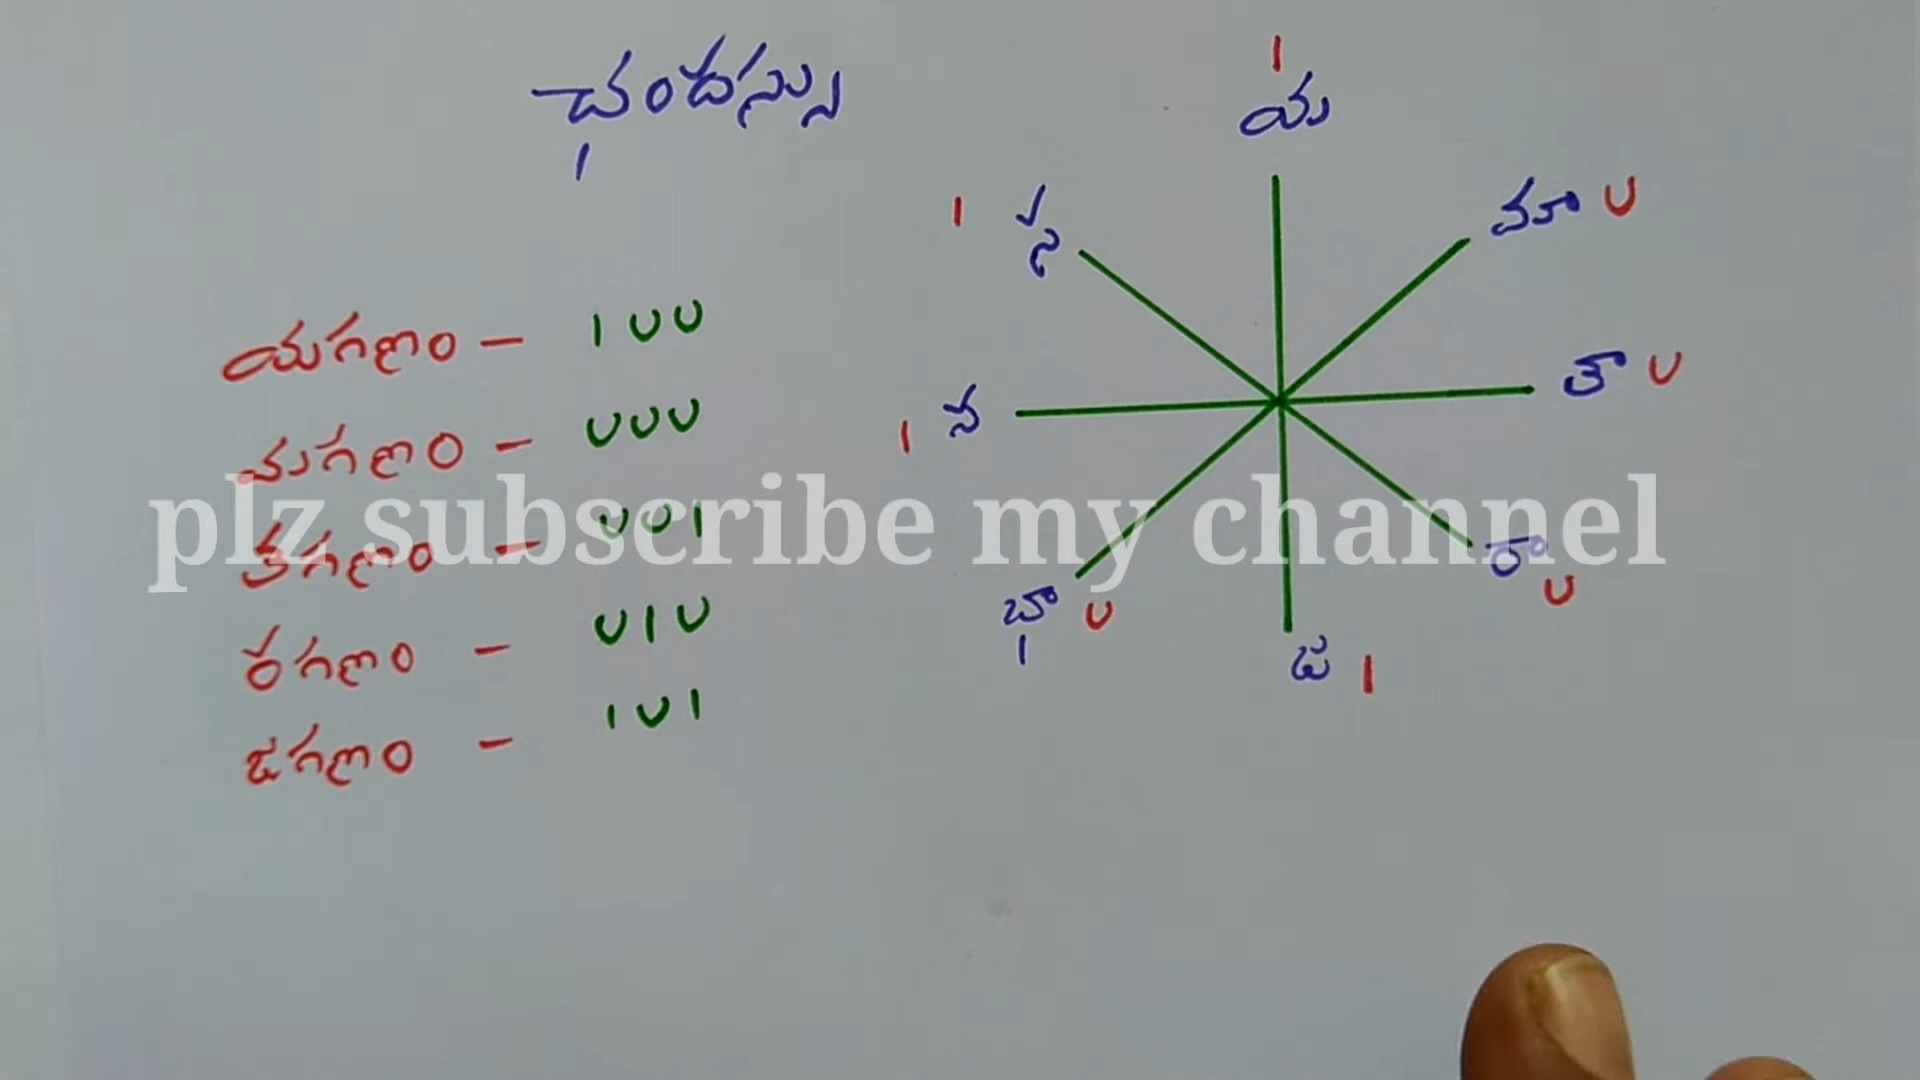 ఛందస్సు
యగణం - I U U
మగణం - U U U
తగణం - U U I
రగణం - U I U
జగణం - I U I
I
య
మా U
తా U
రా
U
జ I
భా U
I స
I న
plz subscribe my channel